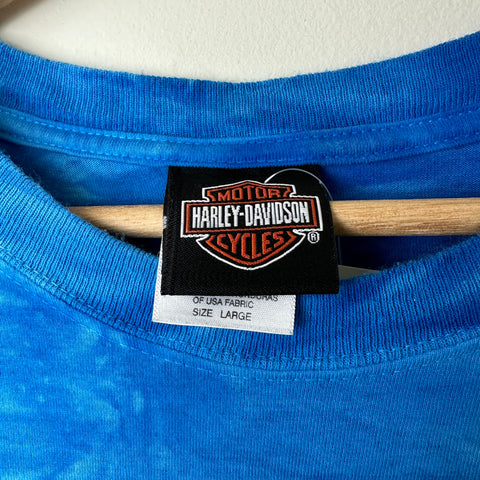 MOTOR
HARLEY-DAVIDSON
CYCLES ®
OF USA FABRIC
SIZE LARGE